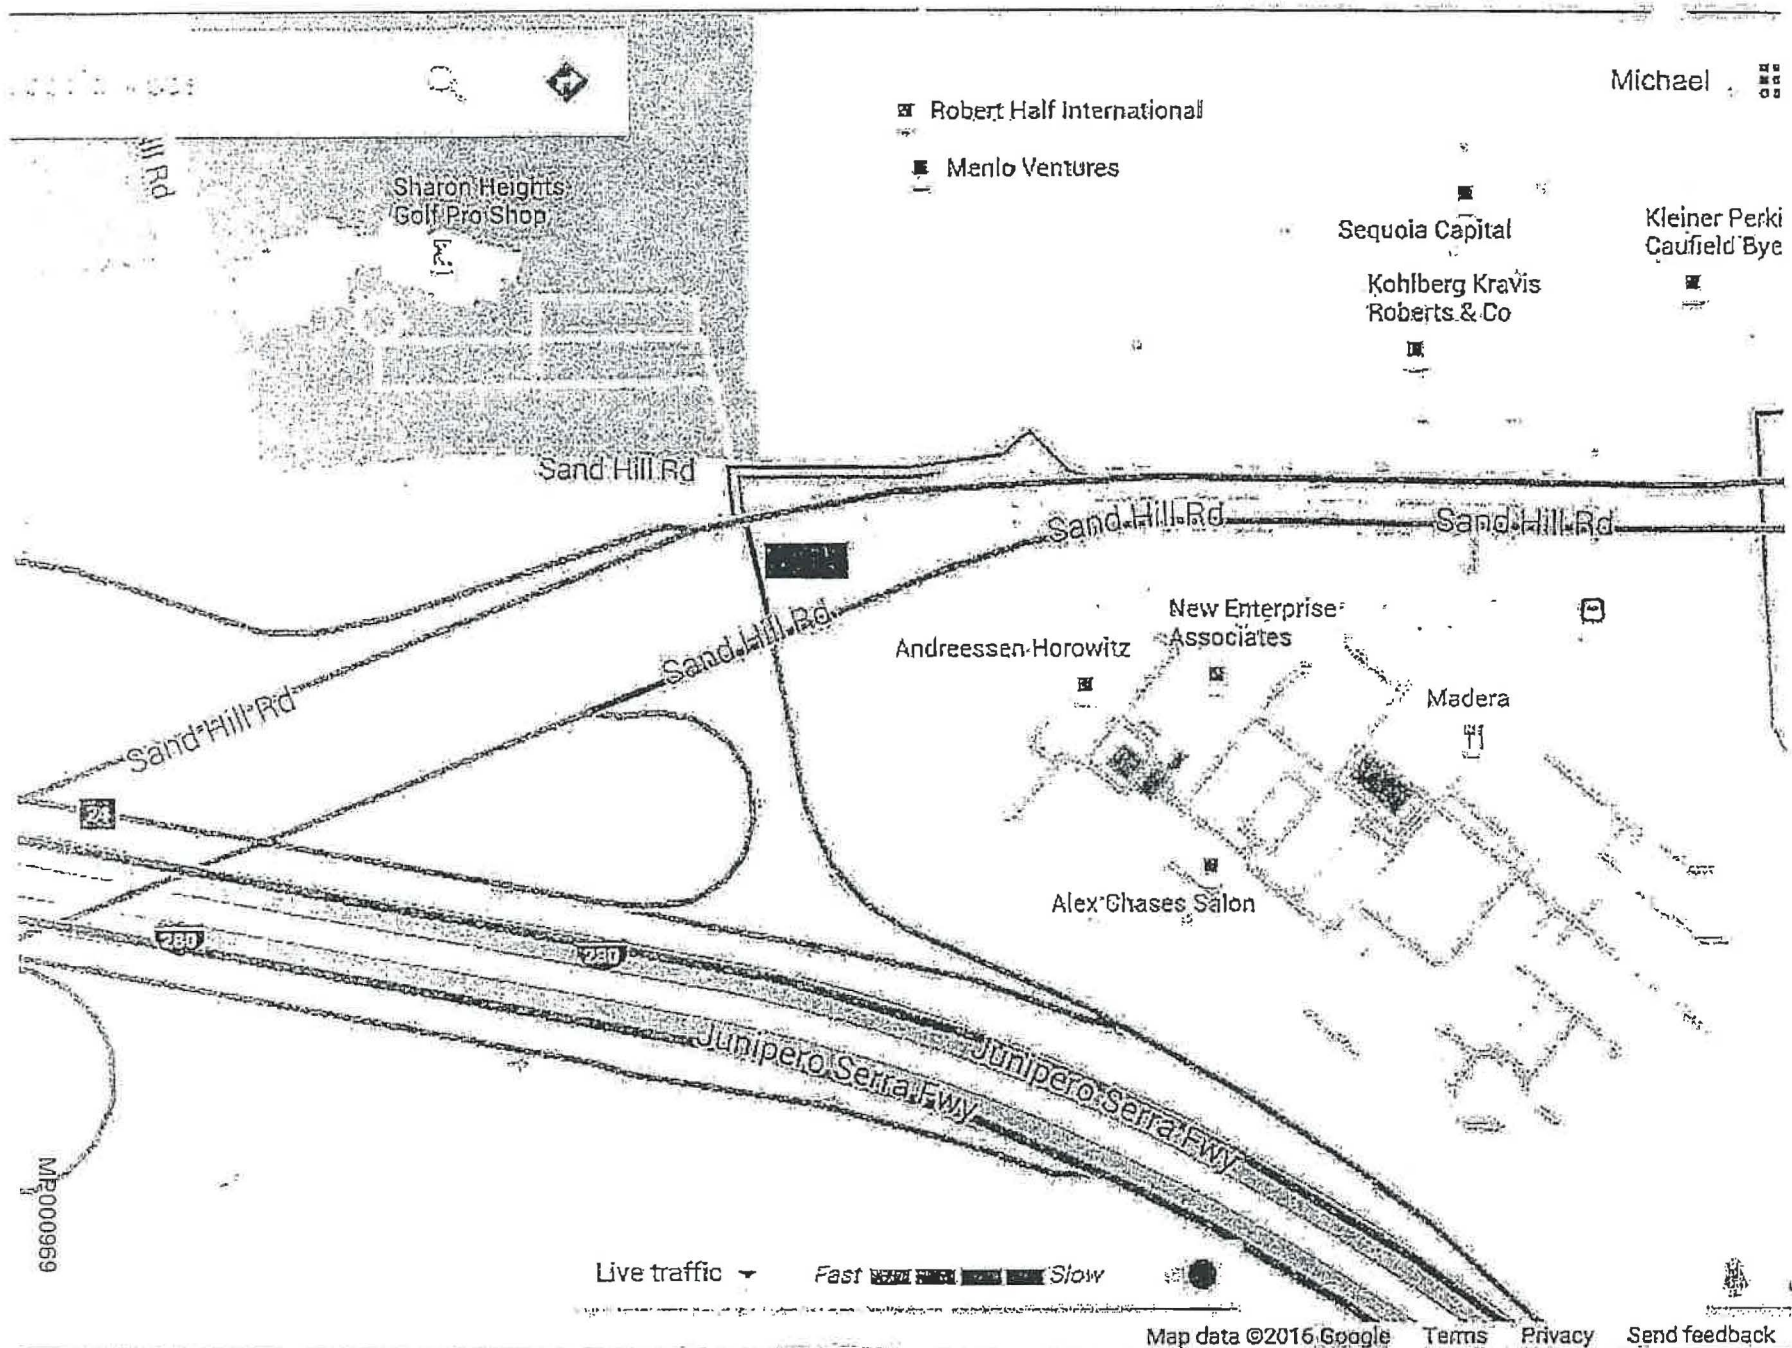 Michael
Robert Half International
Menlo Ventures
ill Rd
Sharon Heights
Golf Pro Shop
Sequoia Capital
Kleiner Perki
Caufield Bye
Kohlberg Kravis
Roberts & Co
Sand Hill Rd
Sand Hill Rd
Sand Hill Rd
Sand Hill Rd
New Enterprise
Associates
Andreessen Horowitz
Madera
Sand Hill Rd
24
Alex Chases Salon
280
280
Junipero Serra Fwy
Junipero Serra Fwy
MP0009669
Live traffic
Fast
Slow
Map data ©2016 Google
Terms
Privacy
Send feedback